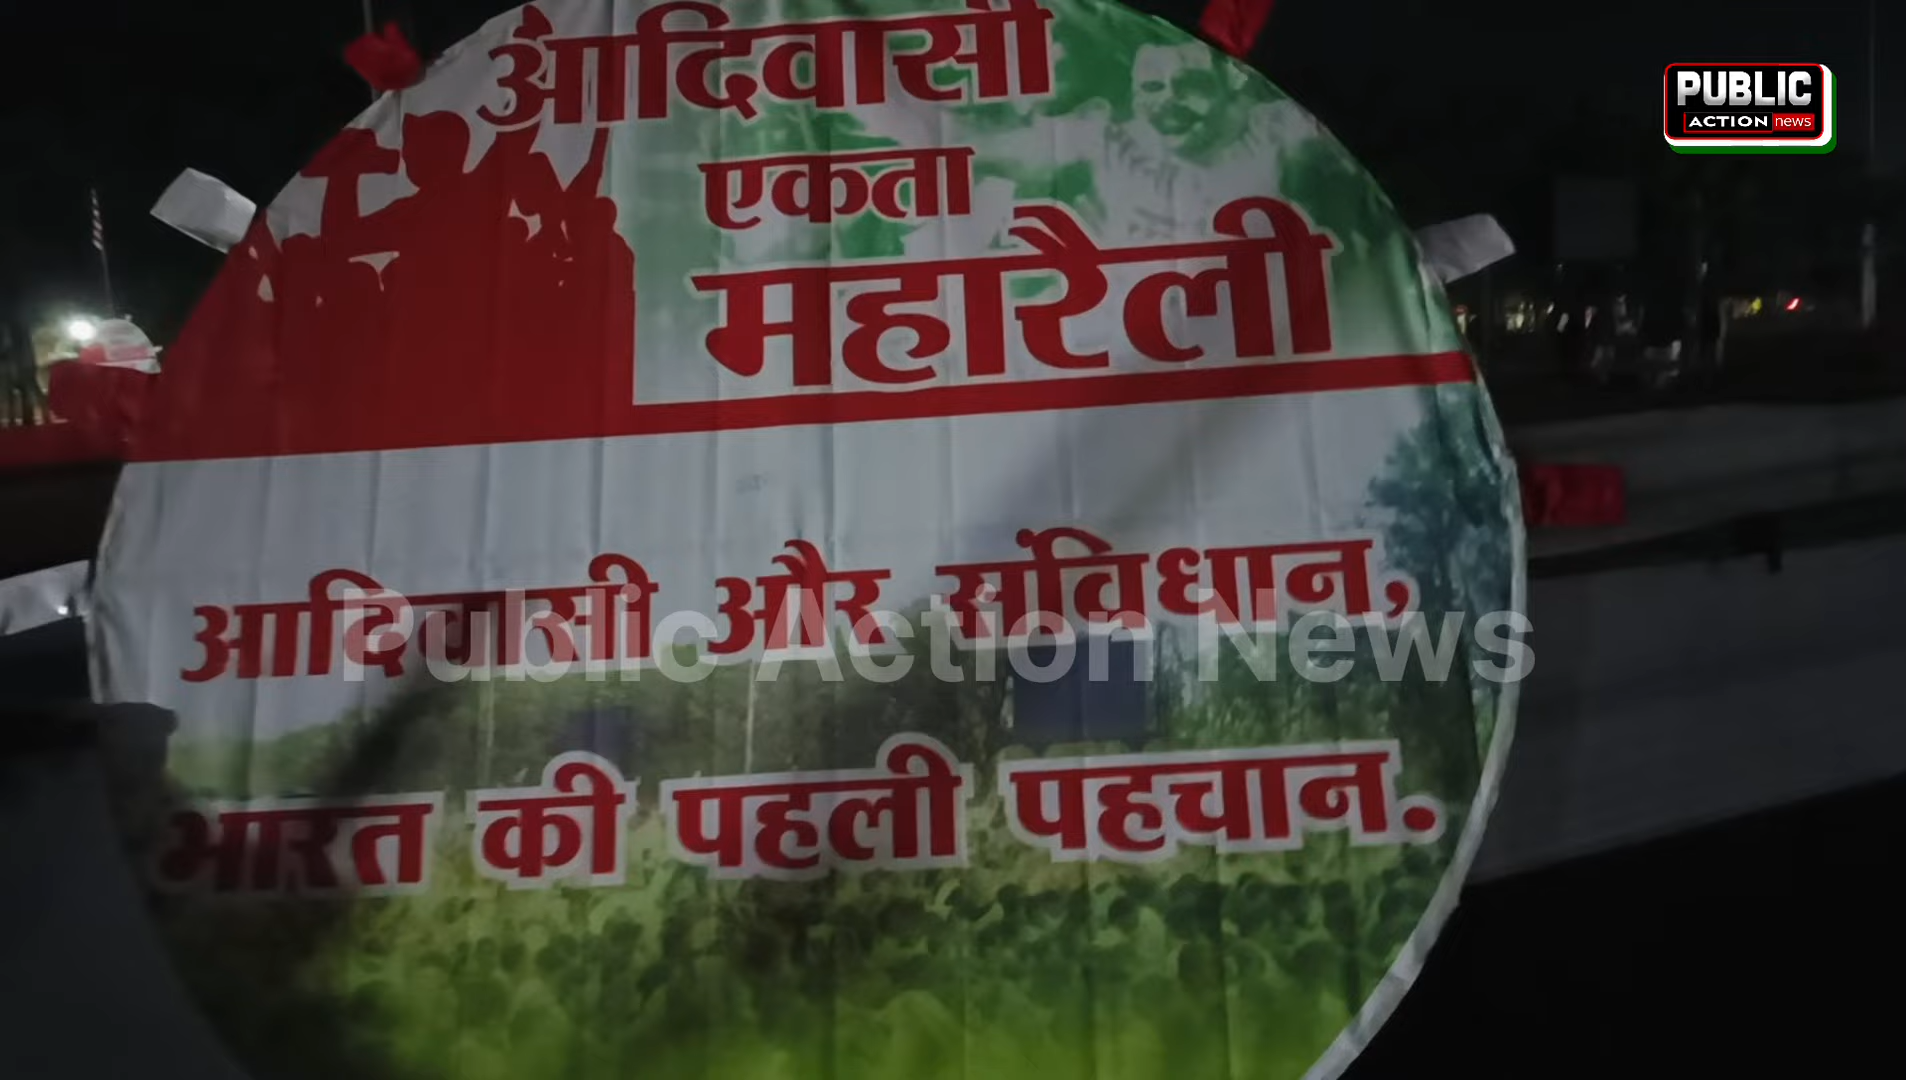 आदिवासी
एकता
महारैली
PUBLIC
ACTION news
आदिवासी और संविधान,
Public Action News
भारत की पहली पहचान.